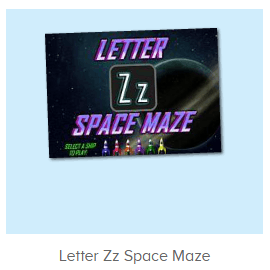 LETTER
Zz
SPACE MAZE
SELECT A SHIP
TO PLAY:
Letter Zz Space Maze